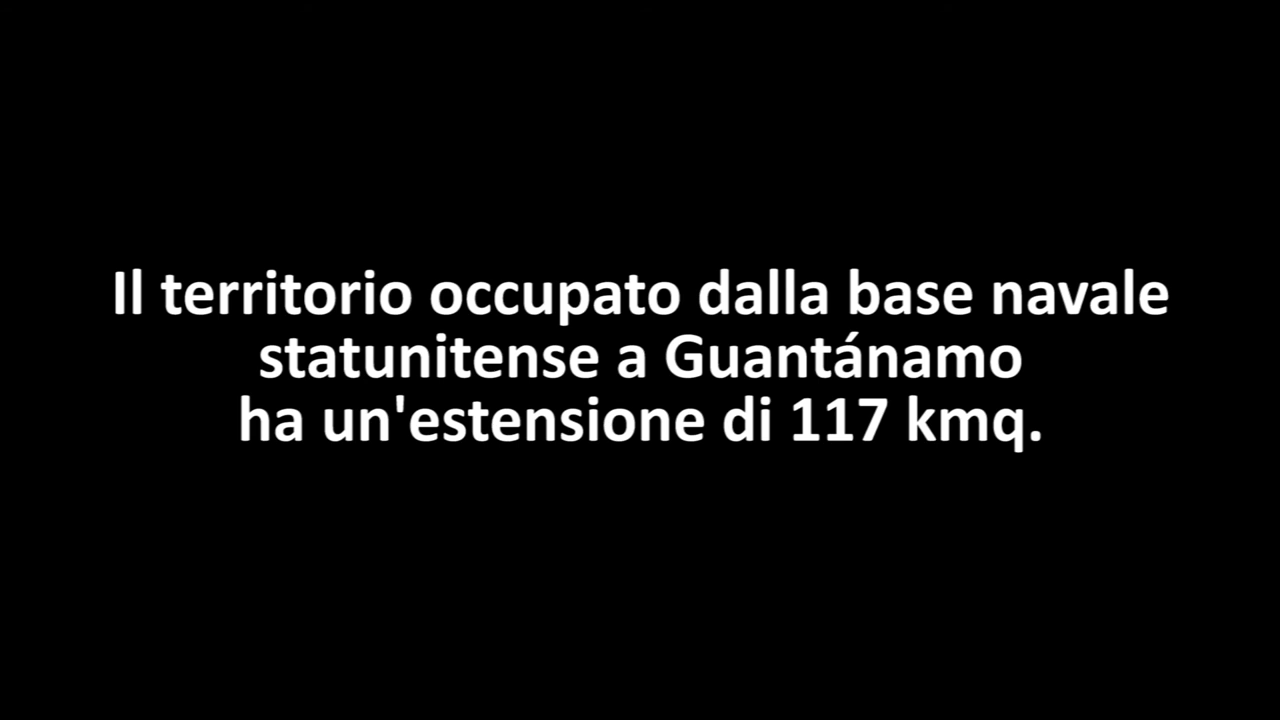 Il territorio occupato dalla base navale
statunitense a Guantánamo
ha un'estensione di 117 kmq.